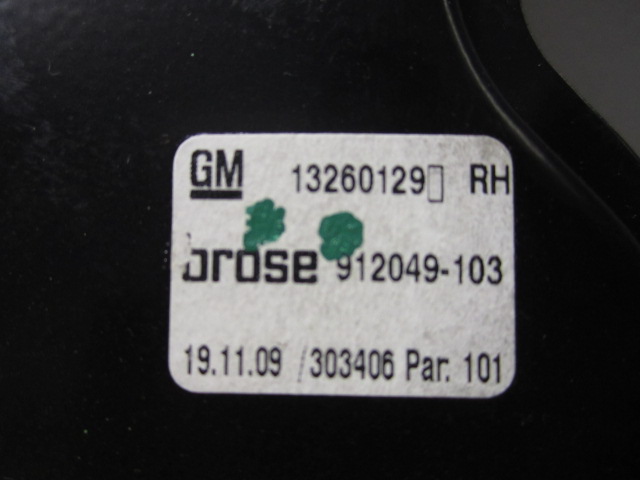 GM 13260129▯ RH
brose 912049-103
19.11.09 / 303406 Par. 101